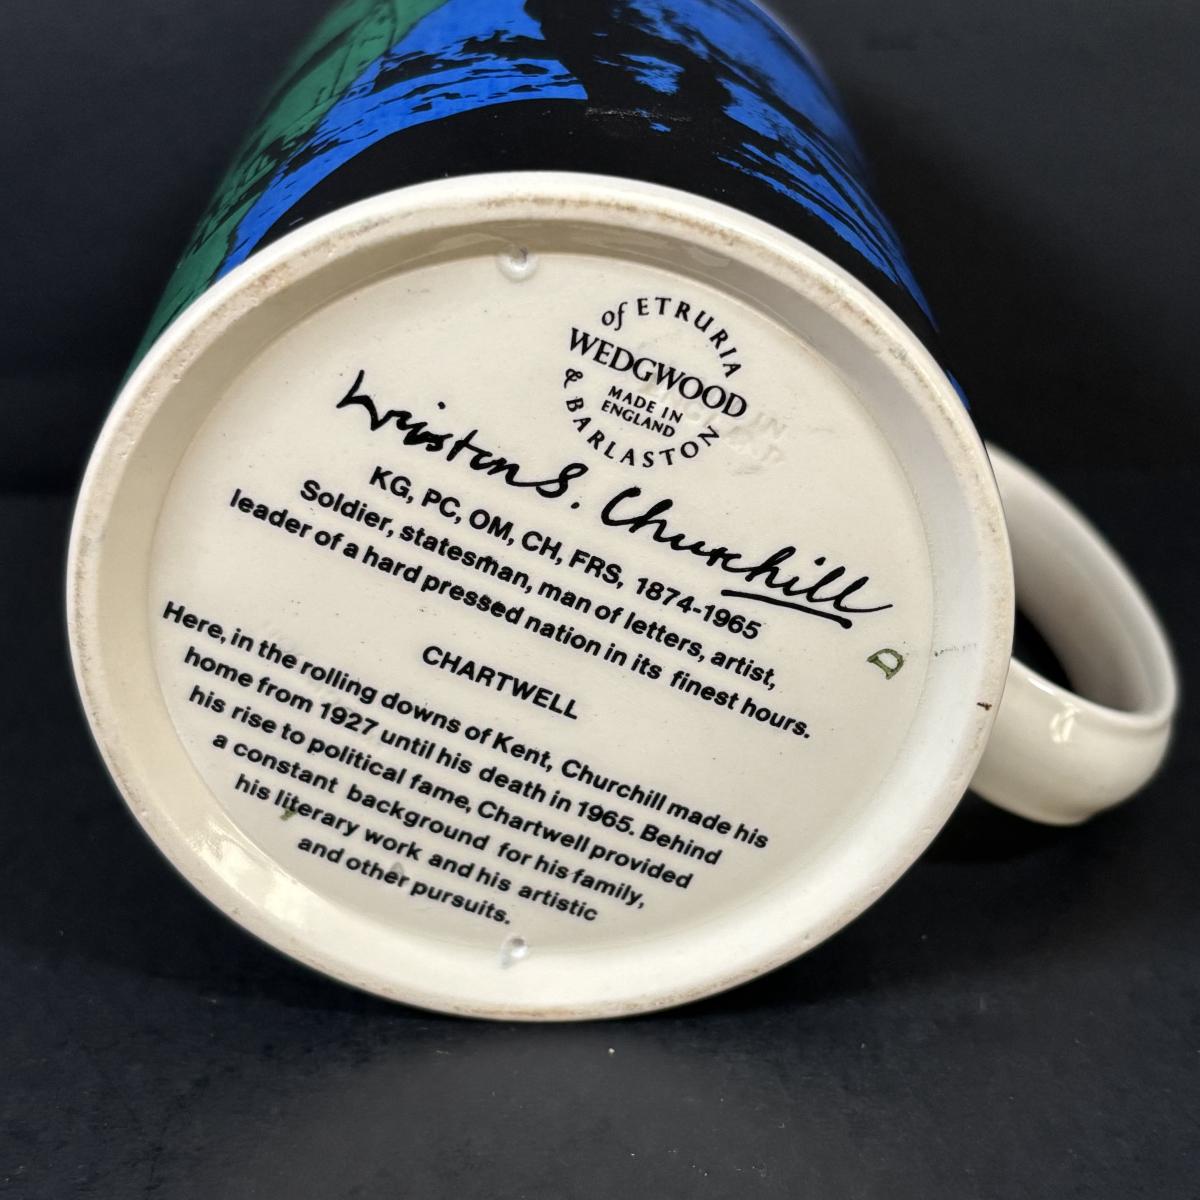 of ETRURIA
WEDGWOOD
MADE IN
ENGLAND
& BARLASTON
Winston S. Churchill
KG, PC, OM, CH, FRS, 1874-1965
Soldier, statesman, man of letters, artist,
leader of a hard pressed nation in its finest hours.
CHARTWELL
Here, in the rolling downs of Kent, Churchill made his
home from 1927 until his death in 1965. Behind
his rise to political fame, Chartwell provided
a constant background for his family,
his literary work and his artistic
and other pursuits.
D